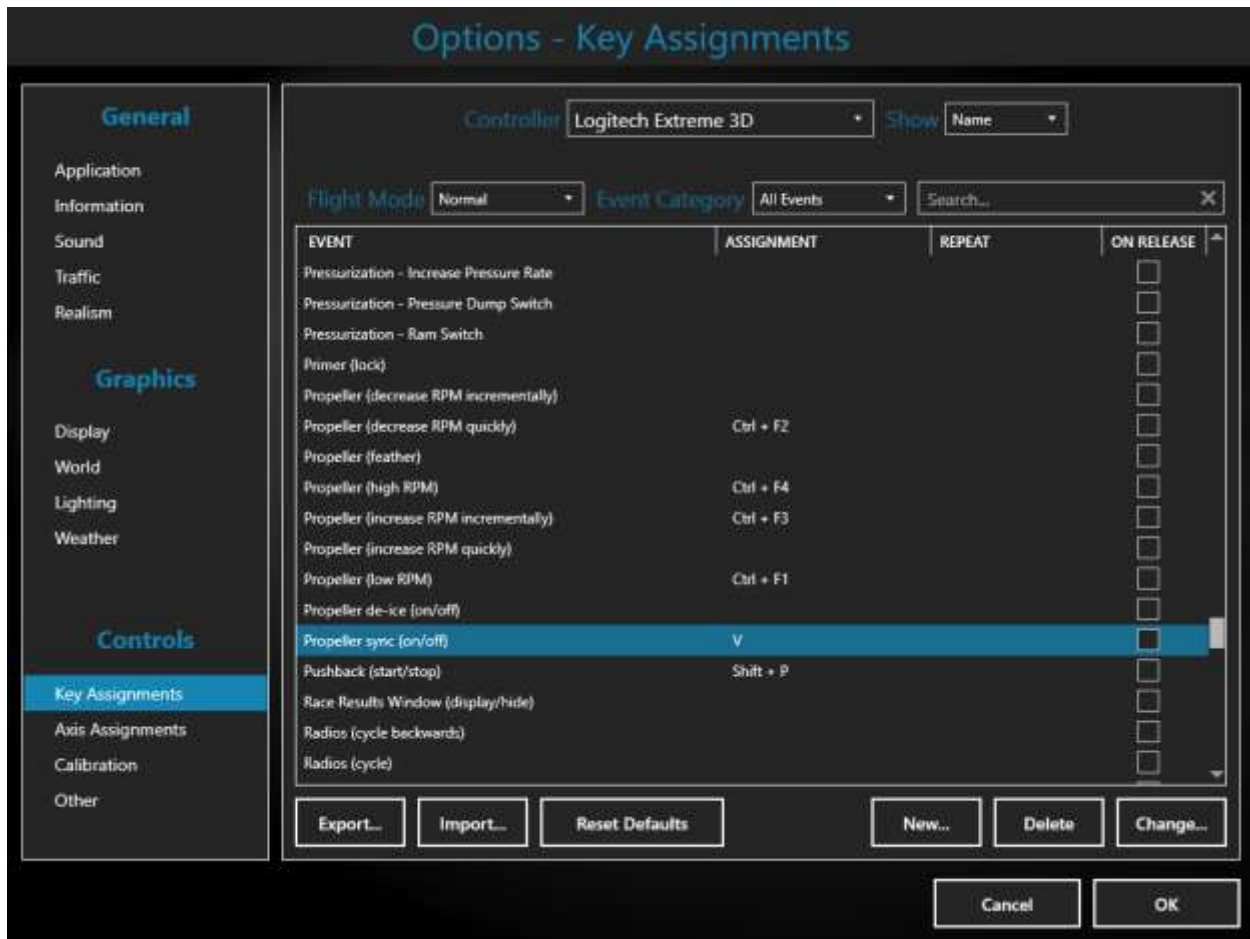 Options - Key Assignments
General
Application
Information
Sound
Traffic
Realism
Graphics
Display
World
Lighting
Weather
Controls
Key Assignments
Axis Assignments
Calibration
Other
Controller Logitech Extreme 3D Show Name
Flight Mode Normal Event Category All Events Search...
EVENT ASSIGNMENT REPEAT ON RELEASE
Pressurization - Increase Pressure Rate
Pressurization - Pressure Dump Switch
Pressurization - Ram Switch
Primer (lock)
Propeller (decrease RPM incrementally)
Propeller (decrease RPM quickly) Ctrl + F2
Propeller (feather)
Propeller (high RPM) Ctrl + F4
Propeller (increase RPM incrementally) Ctrl + F3
Propeller (increase RPM quickly)
Propeller (low RPM) Ctrl + F1
Propeller de-ice (on/off)
Propeller sync (on/off) V
Pushback (start/stop) Shift + P
Race Results Window (display/hide)
Radios (cycle backwards)
Radios (cycle)
Export... Import... Reset Defaults New... Delete Change...
Cancel OK